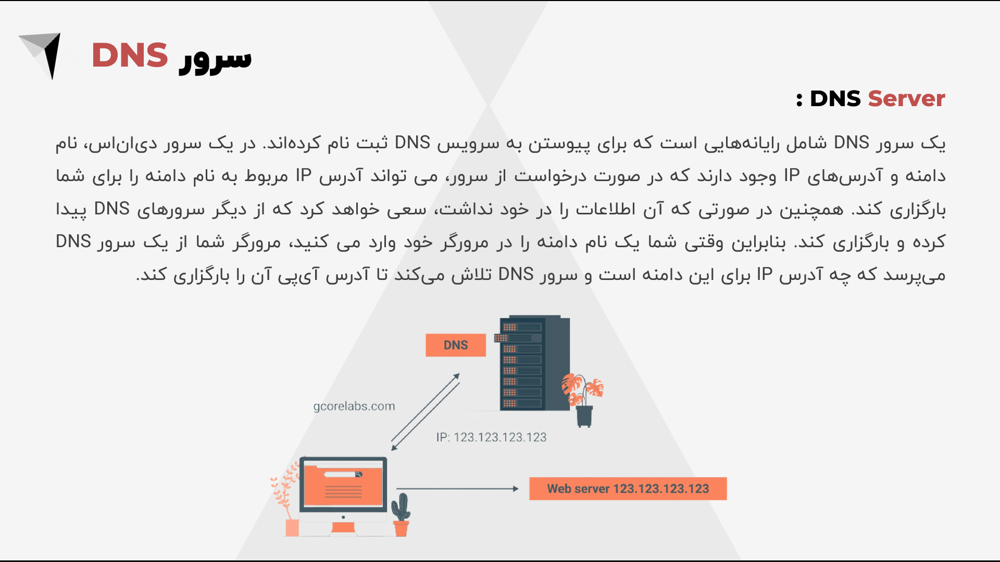 سرور DNS
DNS Server :
یک سرور DNS شامل رایانه‌هایی است که برای پیوستن به سرویس DNS ثبت نام کرده‌اند. در یک سرور دی‌ان‌اس، نام
دامنه و آدرس‌های IP وجود دارند که در صورت درخواست از سرور، می تواند آدرس IP مربوط به نام دامنه را برای شما
بارگزاری کند. همچنین در صورتی که آن اطلاعات را در خود نداشت، سعی خواهد کرد که از دیگر سرورهای DNS پیدا
کرده و بارگزاری کند. بنابراین وقتی شما یک نام دامنه را در مرورگر خود وارد می کنید، مرورگر شما از یک سرور DNS
می‌پرسد که چه آدرس IP برای این دامنه است و سرور DNS تلاش می‌کند تا آدرس آی‌پی آن را بارگزاری کند.
DNS
gcorelabs.com
IP: 123.123.123.123
Web server 123.123.123.123